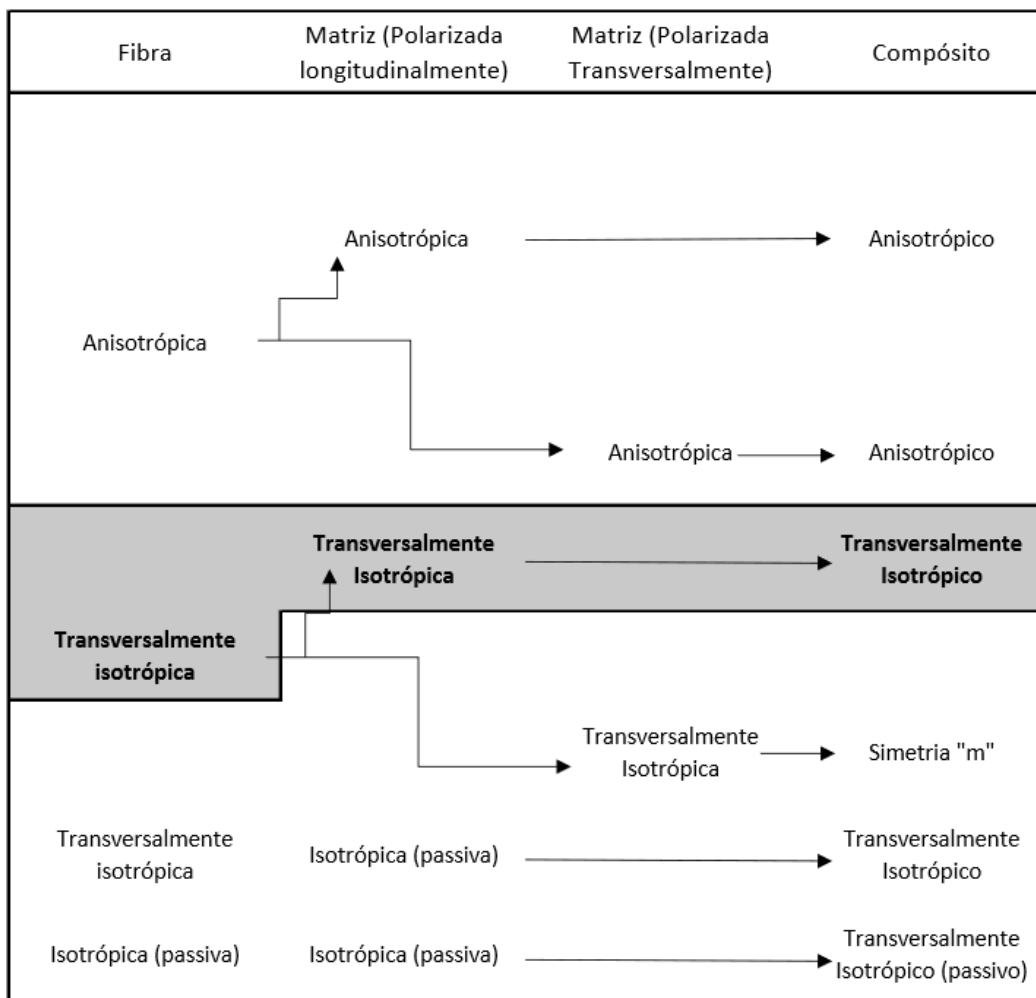 Fibra
Matriz (Polarizada
longitudinalmente)
Matriz (Polarizada
Transversalmente)
Compósito
Anisotrópica
Anisotrópico
Anisotrópica
Anisotrópica
Anisotrópico
Transversalmente
Isotrópica
Transversalmente
Isotrópico
Transversalmente
isotrópica
Transversalmente
Isotrópica
Simetria "m"
Transversalmente
isotrópica
Isotrópica (passiva)
Transversalmente
Isotrópico
Isotrópica (passiva)
Isotrópica (passiva)
Transversalmente
Isotrópico (passivo)